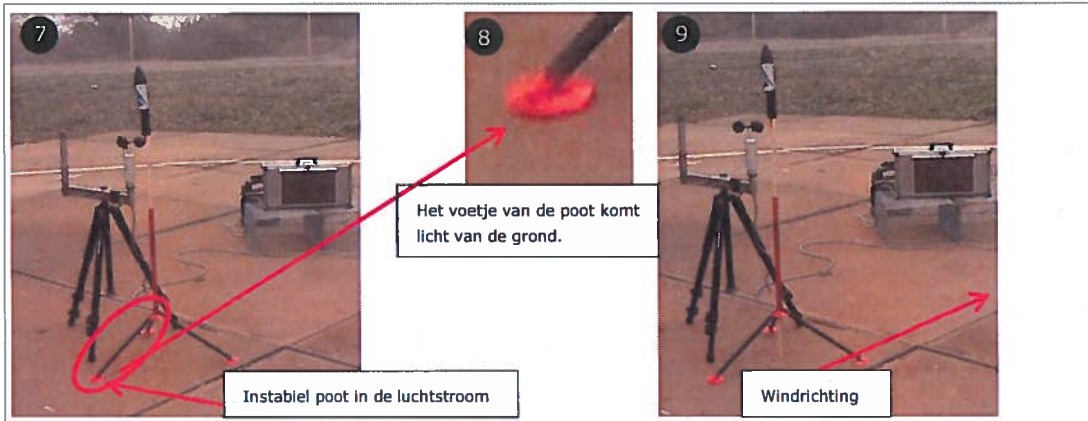 7
8
9
Het voetje van de poot komt
licht van de grond.
Instabiel poot in de luchtstroom
Windrichting